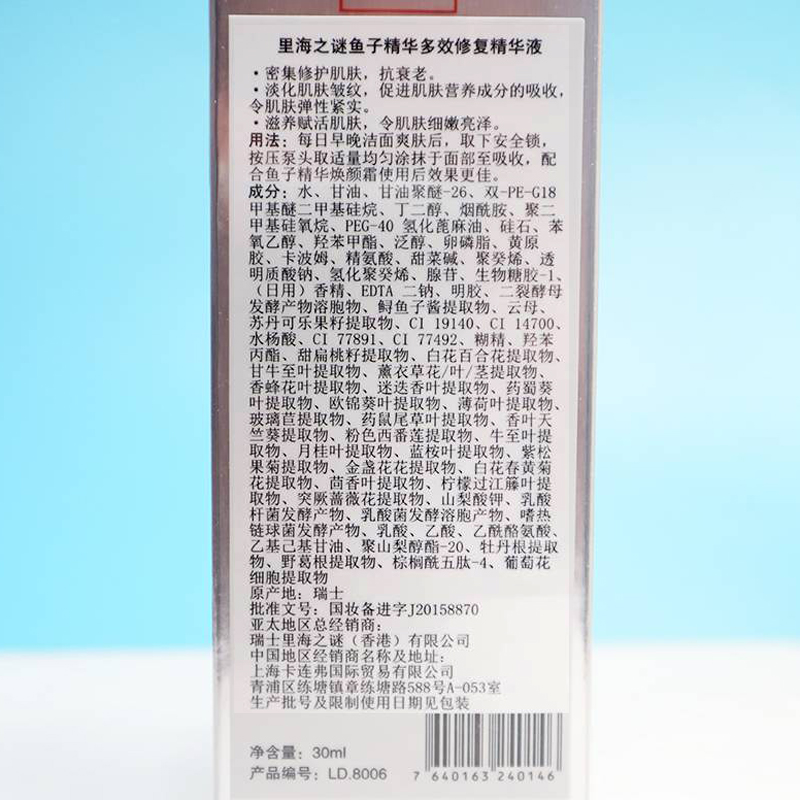 里海之谜鱼子精华多效修复精华液
·密集修护肌肤，抗衰老。
·淡化肌肤皱纹，促进肌肤营养成分的吸收，
令肌肤弹性紧实。
·滋养赋活肌肤，令肌肤细嫩亮泽。
用法：每日早晚洁面爽肤后，取下安全锁，
按压泵头取适量均匀涂抹于面部至吸收，配
合鱼子精华焕颜霜使用后效果更佳。
成分：水、甘油、甘油聚醚-26、双-PE-G18
甲基醚二甲基硅烷、丁二醇、烟酰胺、聚二
甲基硅氧烷、PEG-40 氢化蓖麻油、硅石、苯
氧乙醇、羟苯甲酯、泛醇、卵磷脂、黄原
胶、卡波姆、精氨酸、甜菜碱、聚癸烯、透
明质酸钠、氢化聚癸烯、腺苷、生物糖胶-1、
（日用）香精、EDTA 二钠、明胶、二裂酵母
发酵产物溶胞物、鲟鱼子酱提取物、云母、
苏丹可乐果籽提取物、CI 19140、CI 14700、
水杨酸、CI 77891、CI 77492、糊精、羟苯
丙酯、甜扁桃籽提取物、白花百合花提取物、
甘牛至叶提取物、薰衣草花/叶/茎提取物、
香蜂花叶提取物、迷迭香叶提取物、药蜀葵
叶提取物、欧锦葵叶提取物、薄荷叶提取物、
玻璃苣提取物、药鼠尾草叶提取物、香叶天
竺葵提取物、粉色西番莲提取物、牛至叶提
取物、月桂叶提取物、蓝桉叶提取物、紫松
果菊提取物、金盏花花提取物、白花春黄菊
花提取物、茴香叶提取物、柠檬过江藤叶提
取物、突厥蔷薇花提取物、山梨酸钾、乳酸
杆菌发酵产物、乳酸菌发酵溶胞产物、嗜热
链球菌发酵产物、乳酸、乙酸、乙酰酪氨酸、
乙基己基甘油、聚山梨醇酯-20、牡丹根提取
物、野葛根提取物、棕榈酰五肽-4、葡萄花
细胞提取物
原产地：瑞士
批准文号：国妆备进字J20158870
亚太地区总经销商：
瑞士里海之谜（香港）有限公司
中国地区经销商名称及地址：
上海卡连弗国际贸易有限公司
青浦区练塘镇章练塘路588号A-053室
生产批号及限制使用日期见包装
净含量：30ml
产品编号：LD.8006
7 640163 240146